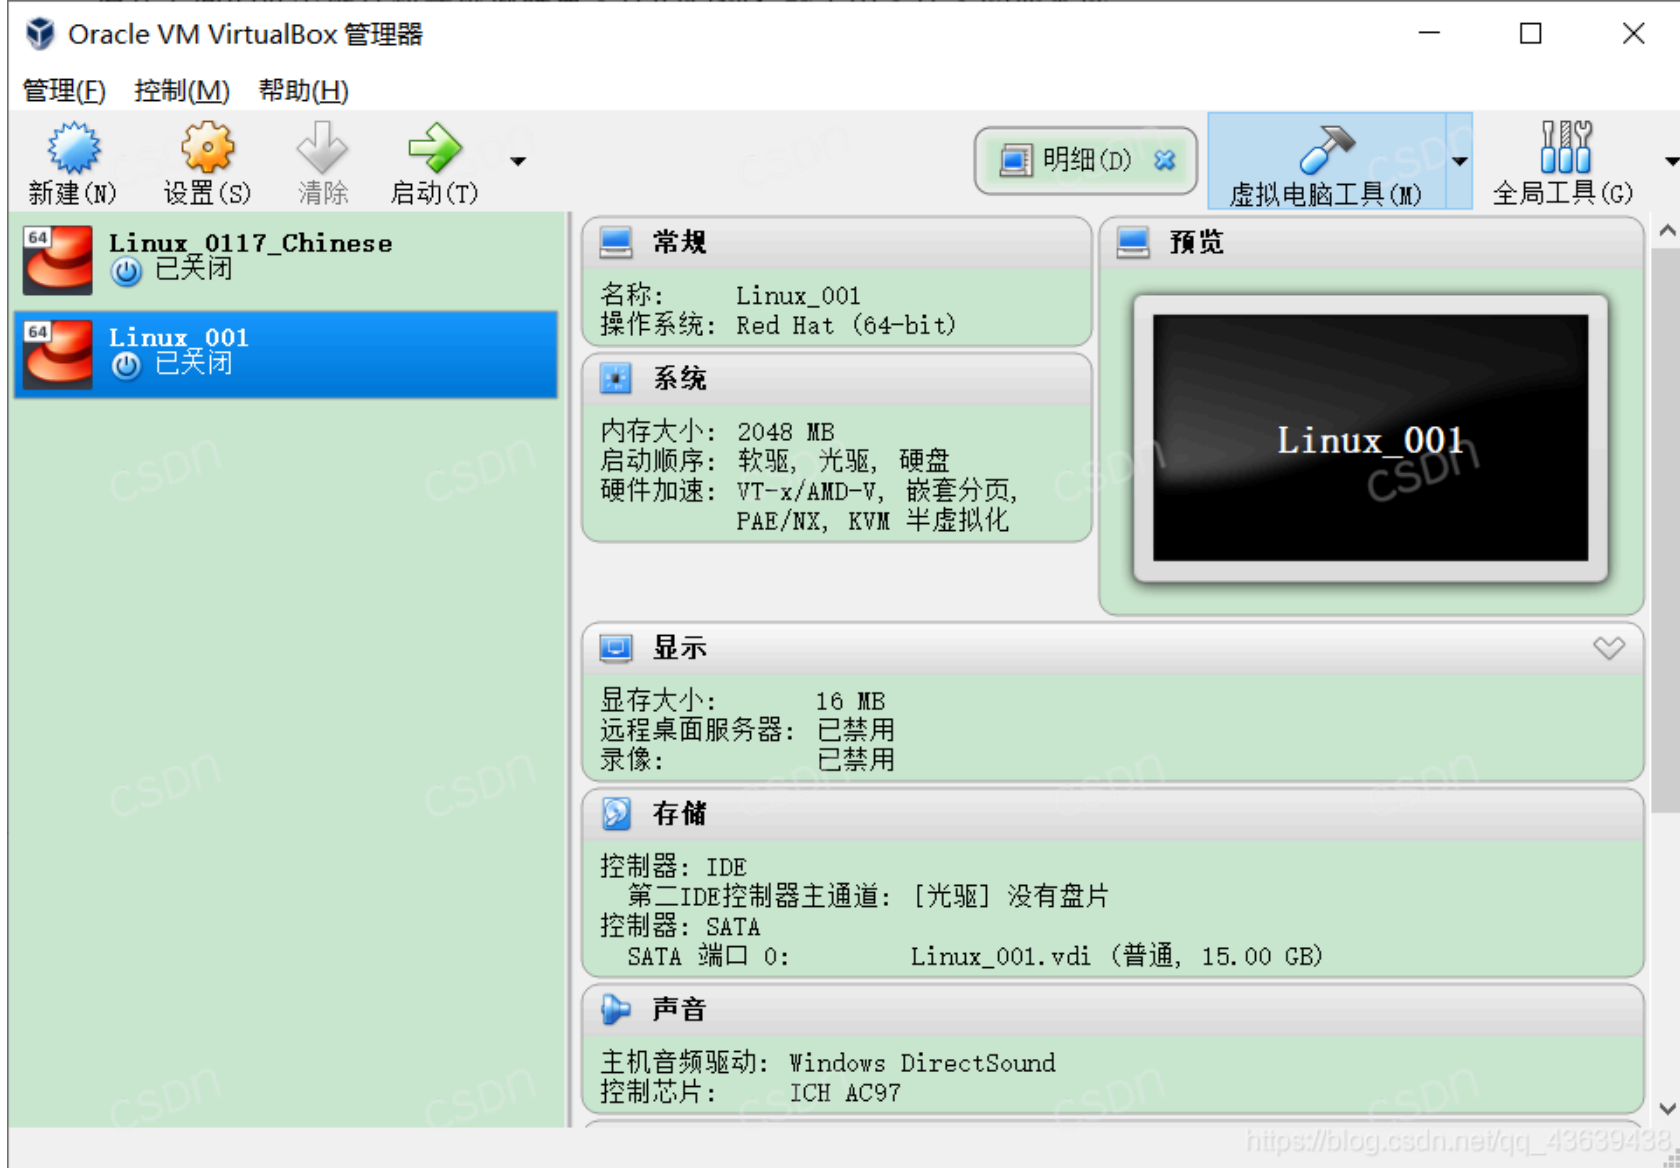 Oracle VM VirtualBox 管理器
管理(F) 控制(M) 帮助(H)
新建(N) 设置(S) 清除 启动(T) 明细(D) 虚拟电脑工具(M) 全局工具(G)
64 Linux_0117_Chinese
已关闭
64 Linux_001
已关闭
常规
名称: Linux_001
操作系统: Red Hat (64-bit)
系统
内存大小: 2048 MB
启动顺序: 软驱, 光驱, 硬盘
硬件加速: VT-x/AMD-V, 嵌套分页,
PAE/NX, KVM 半虚拟化
预览
Linux_001
显示
显存大小: 16 MB
远程桌面服务器: 已禁用
录像: 已禁用
存储
控制器: IDE
第二IDE控制器主通道: [光驱] 没有盘片
控制器: SATA
SATA 端口 0: Linux_001.vdi (普通, 15.00 GB)
声音
主机音频驱动: Windows DirectSound
控制芯片: ICH AC97
CSDN
https://blog.csdn.net/qq_43639438